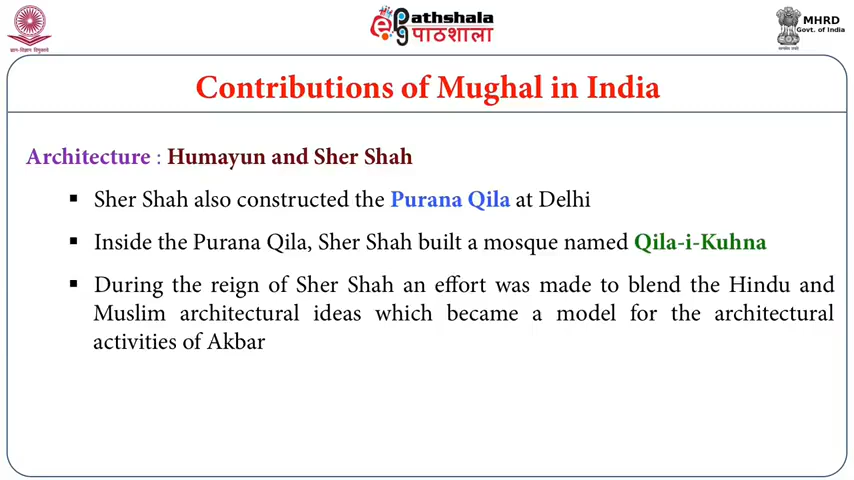 ePathshala
पाठशाला
MHRD
Govt. of India
Contributions of Mughal in India
Architecture : Humayun and Sher Shah
▪ Sher Shah also constructed the Purana Qila at Delhi
▪ Inside the Purana Qila, Sher Shah built a mosque named Qila-i-Kuhna
▪ During the reign of Sher Shah an effort was made to blend the Hindu and
Muslim architectural ideas which became a model for the architectural
activities of Akbar